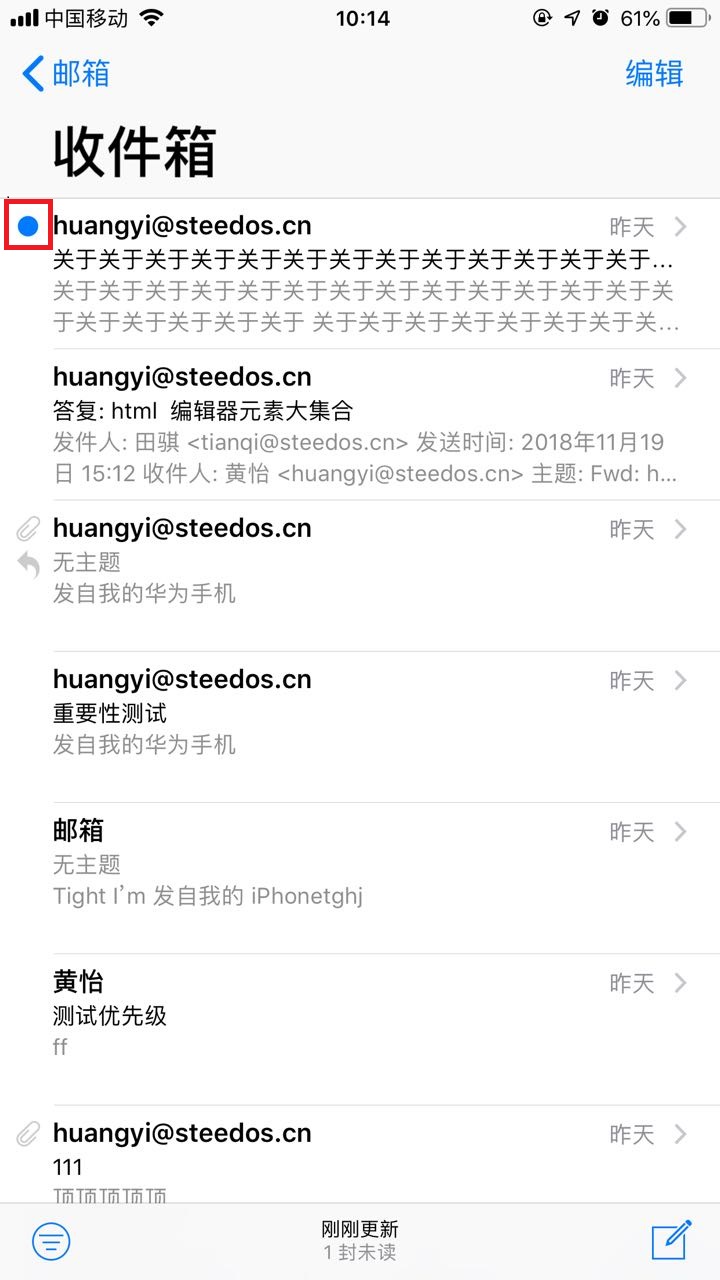 中国移动 10:14 61%
邮箱 编辑
收件箱
huangyi@steedos.cn 昨天
关于关于关于关于关于关于关于关于关于关于关于关于关于...
关于关于关于关于关于关于关于关于关于关于关于关于关于关
于关于关于关于关于关于 关于关于关于关于关于关于关于关...
huangyi@steedos.cn 昨天
答复: html 编辑器元素大集合
发件人: 田骐 <tianqi@steedos.cn> 发送时间: 2018年11月19
日 15:12 收件人: 黄怡 <huangyi@steedos.cn> 主题: Fwd: h...
huangyi@steedos.cn 昨天
无主题
发自我的华为手机
huangyi@steedos.cn 昨天
重要性测试
发自我的华为手机
邮箱 昨天
无主题
Tight I’m 发自我的 iPhonetghj
黄怡 昨天
测试优先级
ff
huangyi@steedos.cn 昨天
111
顶顶顶顶顶
刚刚更新
1 封未读